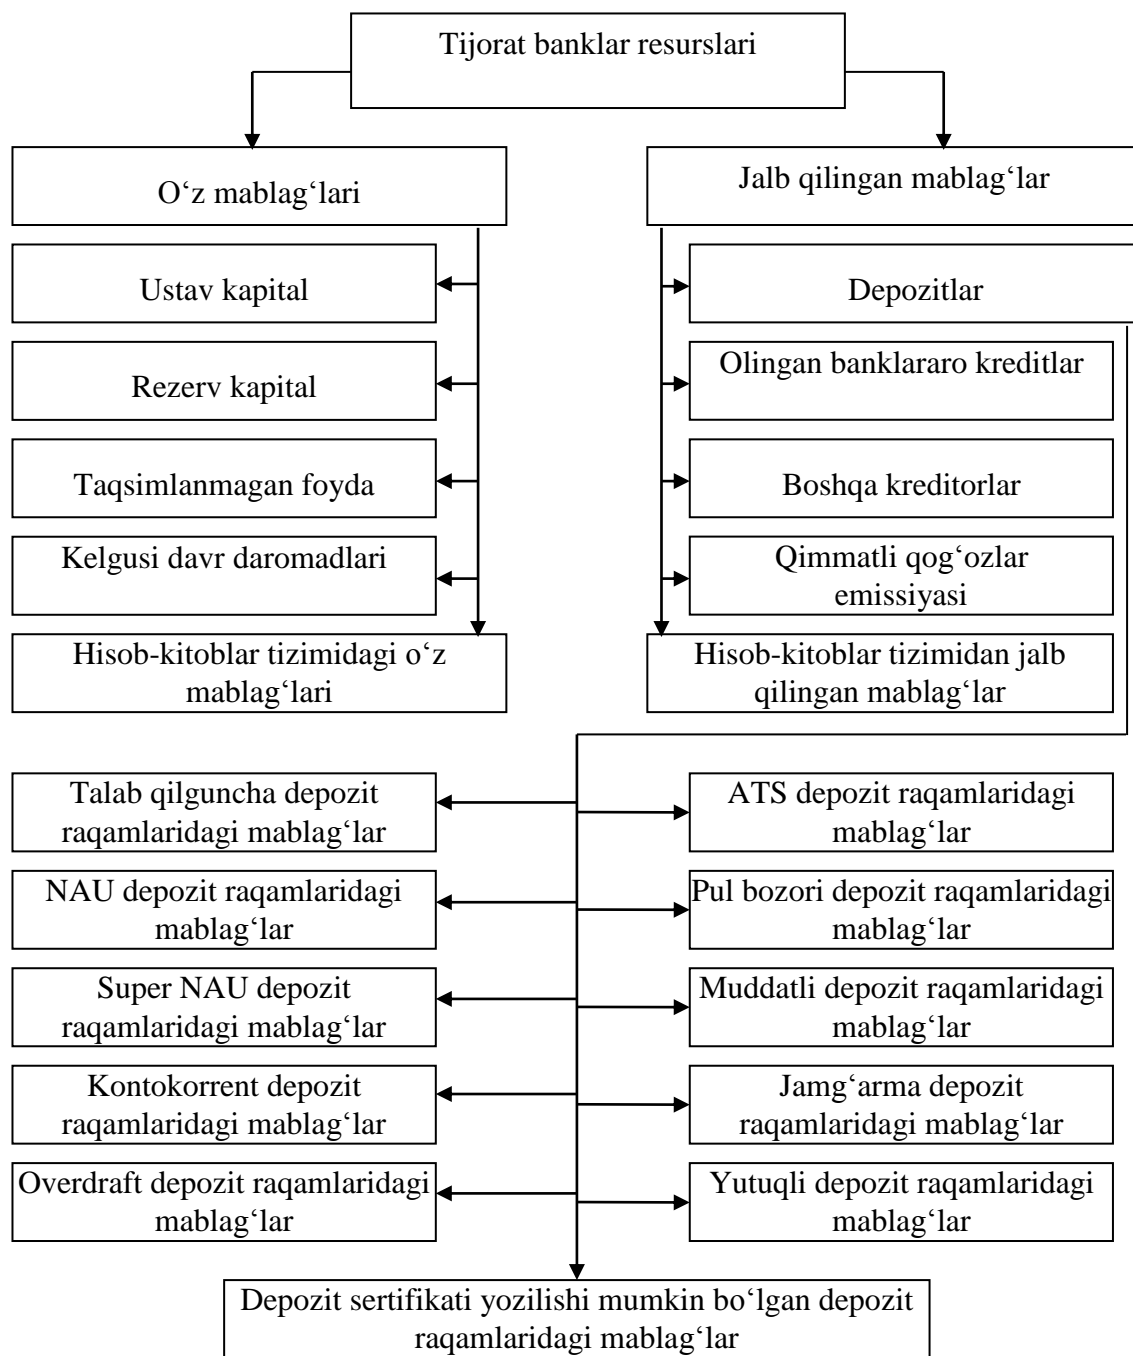 Tijorat banklar resurslari
O‘z mablag‘lari
Jalb qilingan mablag‘lar
Ustav kapital
Depozitlar
Rezerv kapital
Olingan banklararo kreditlar
Taqsimlanmagan foyda
Boshqa kreditorlar
Kelgusi davr daromadlari
Qimmatli qog‘ozlar
emissiyasi
Hisob-kitoblar tizimidagi o‘z
mablag‘lari
Hisob-kitoblar tizimidan jalb
qilingan mablag‘lar
Talab qilguncha depozit
raqamlaridagi mablag‘lar
ATS depozit raqamlaridagi
mablag‘lar
NAU depozit raqamlaridagi
mablag‘lar
Pul bozori depozit raqamlaridagi
mablag‘lar
Super NAU depozit
raqamlaridagi mablag‘lar
Muddatli depozit raqamlaridagi
mablag‘lar
Kontokorrent depozit
raqamlaridagi mablag‘lar
Jamg‘arma depozit
raqamlaridagi mablag‘lar
Overdraft depozit raqamlaridagi
mablag‘lar
Yutuqli depozit raqamlaridagi
mablag‘lar
Depozit sertifikati yozilishi mumkin bo‘lgan depozit
raqamlaridagi mablag‘lar